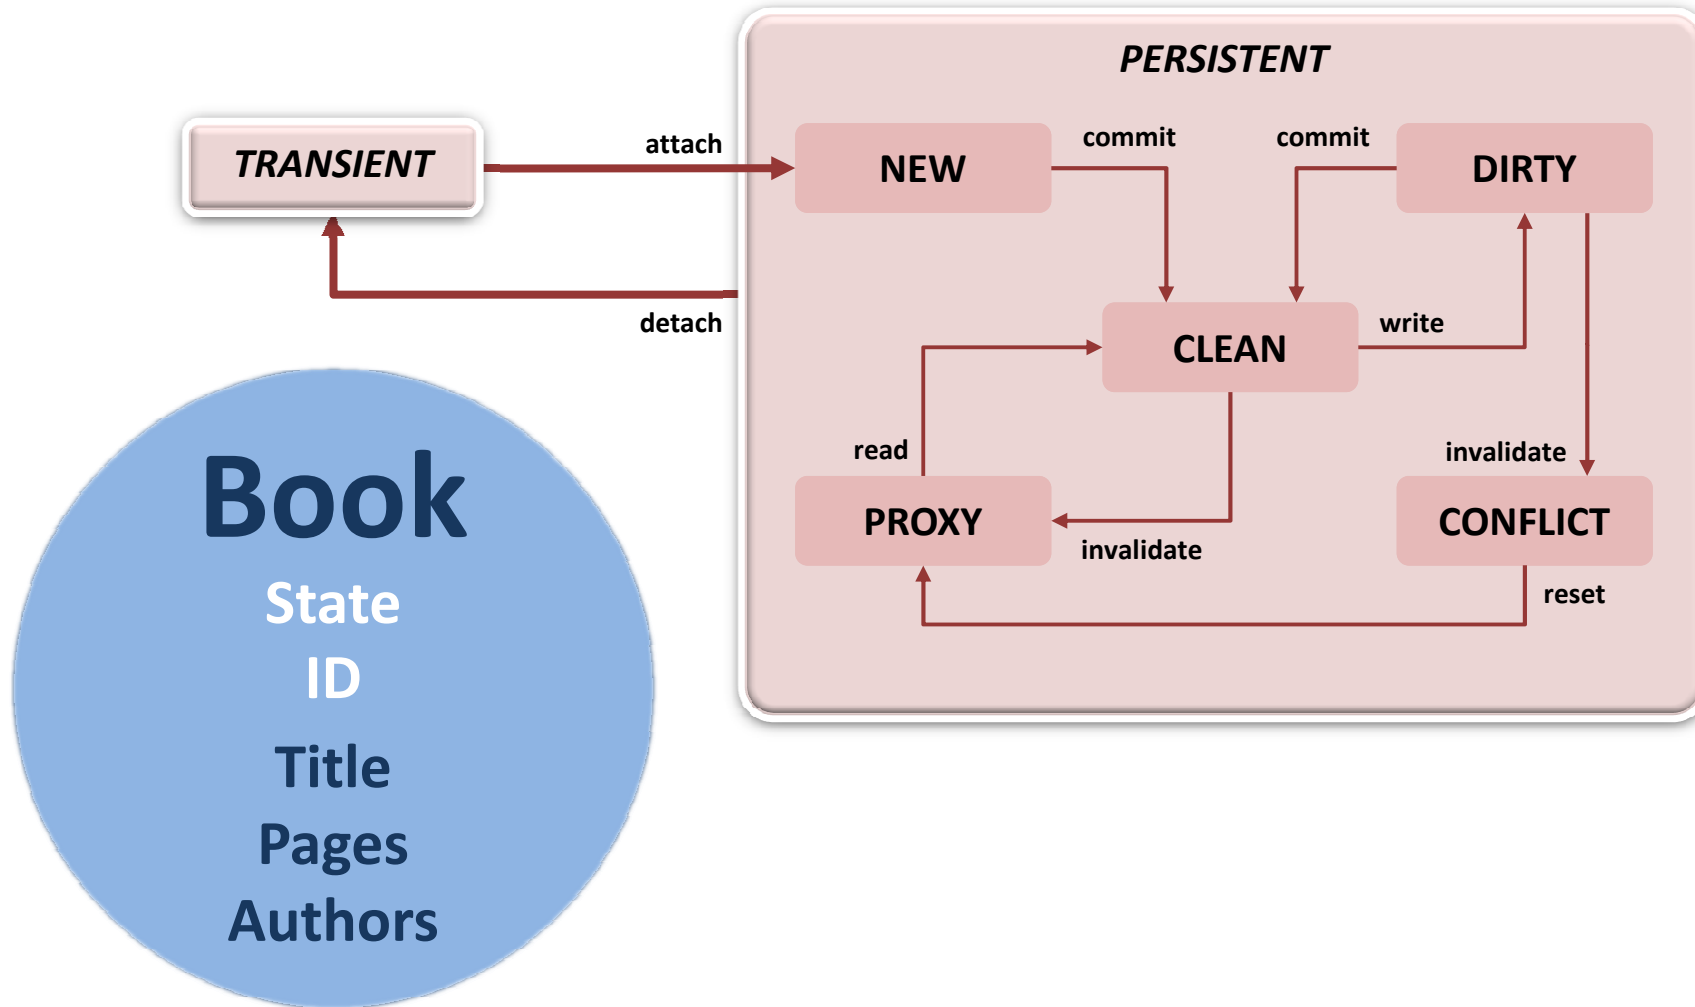 PERSISTENT
TRANSIENT
attach
NEW
commit
commit
DIRTY
detach
CLEAN
write
read
invalidate
PROXY
invalidate
CONFLICT
reset
Book
State
ID
Title
Pages
Authors